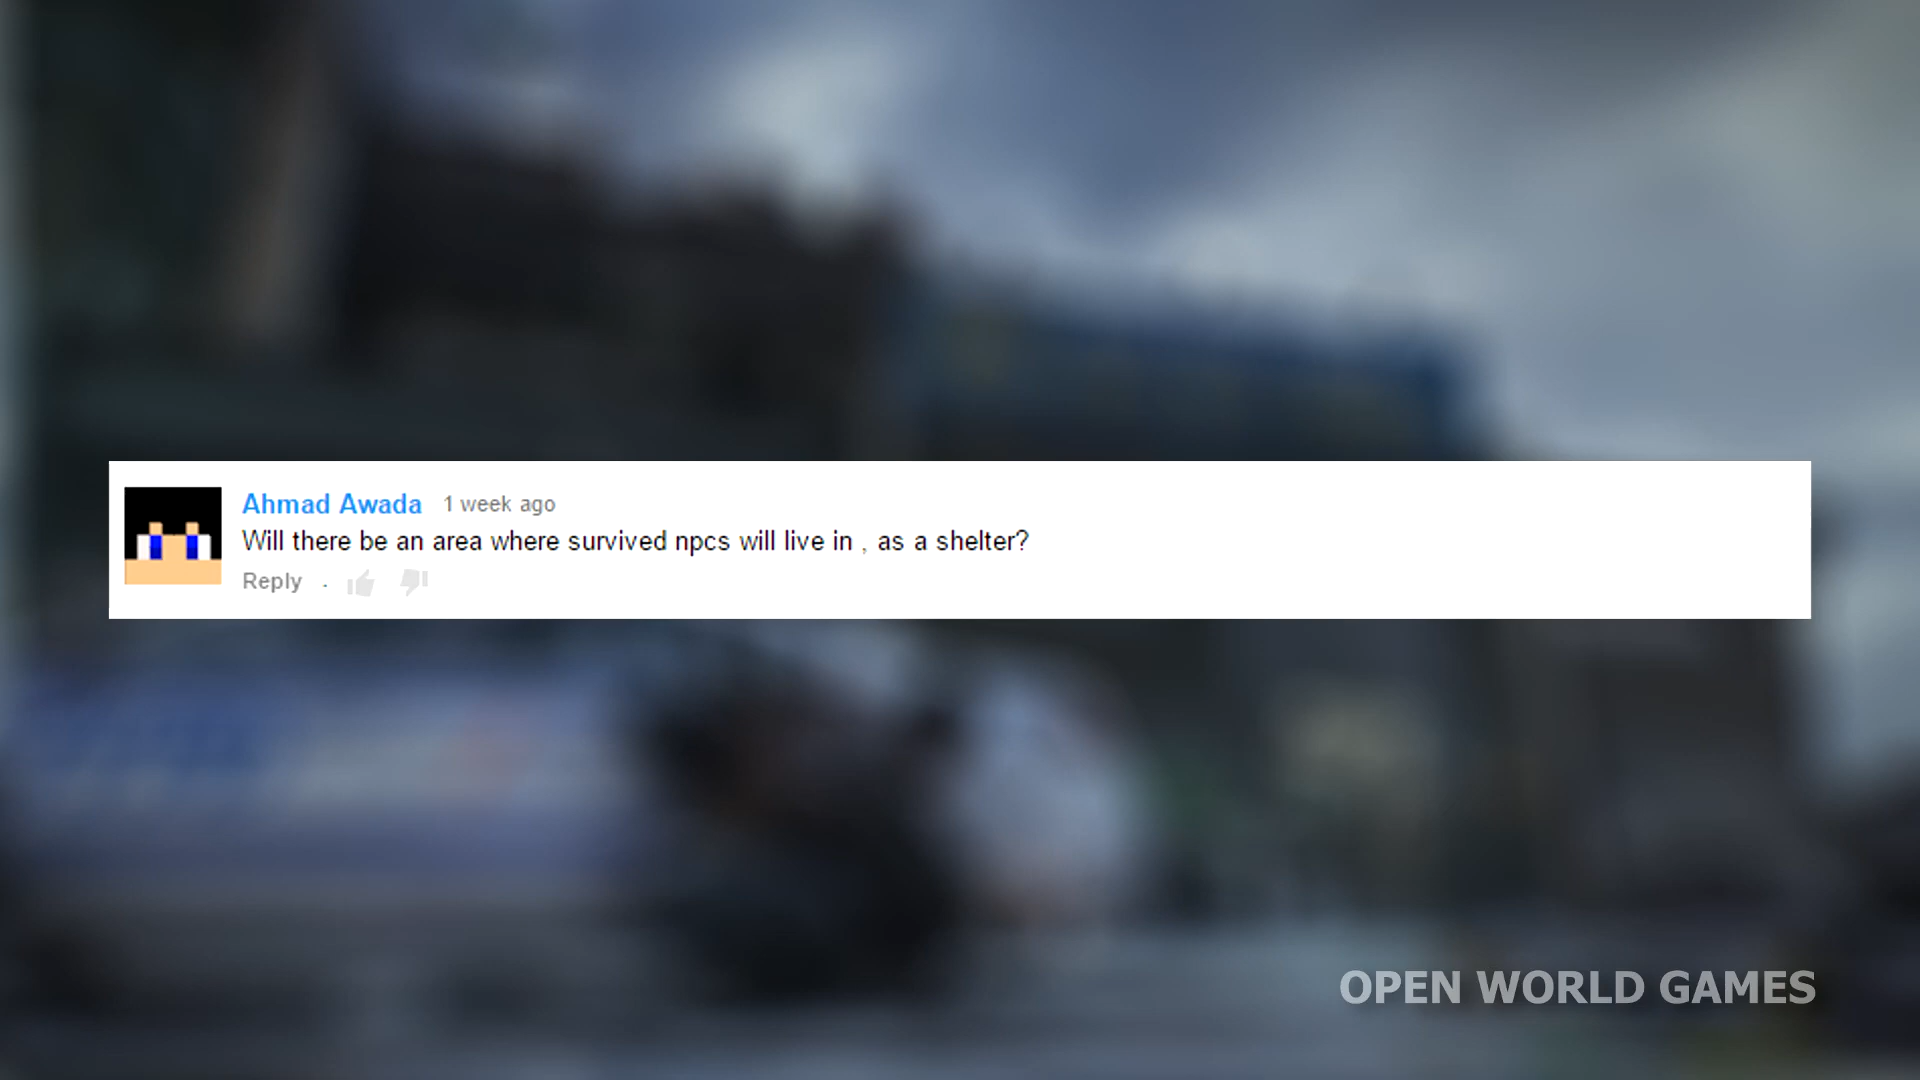 Ahmad Awada 1 week ago
Will there be an area where survived npcs will live in , as a shelter?
Reply .
OPEN WORLD GAMES